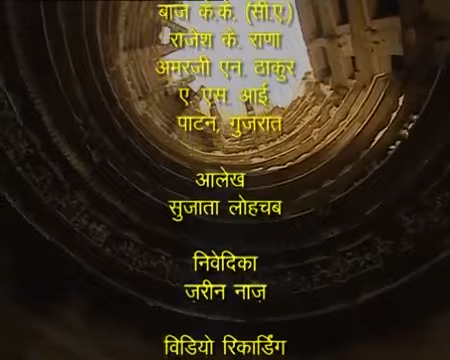 बाज के.के. (सी.ए.)
राजेश के. राणा
अमरजी एन. ठाकुर
ए. एस. आई.
पाटन, गुजरात
आलेख
सुजाता लोहचब
निवेदिका
ज़रीन नाज़
विडियो रिकार्डिंग